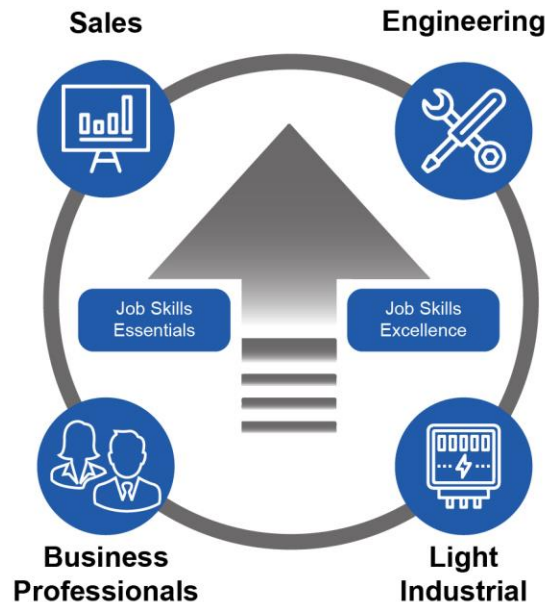 Sales
Engineering
Job Skills
Essentials
Job Skills
Excellence
Business
Professionals
Light
Industrial